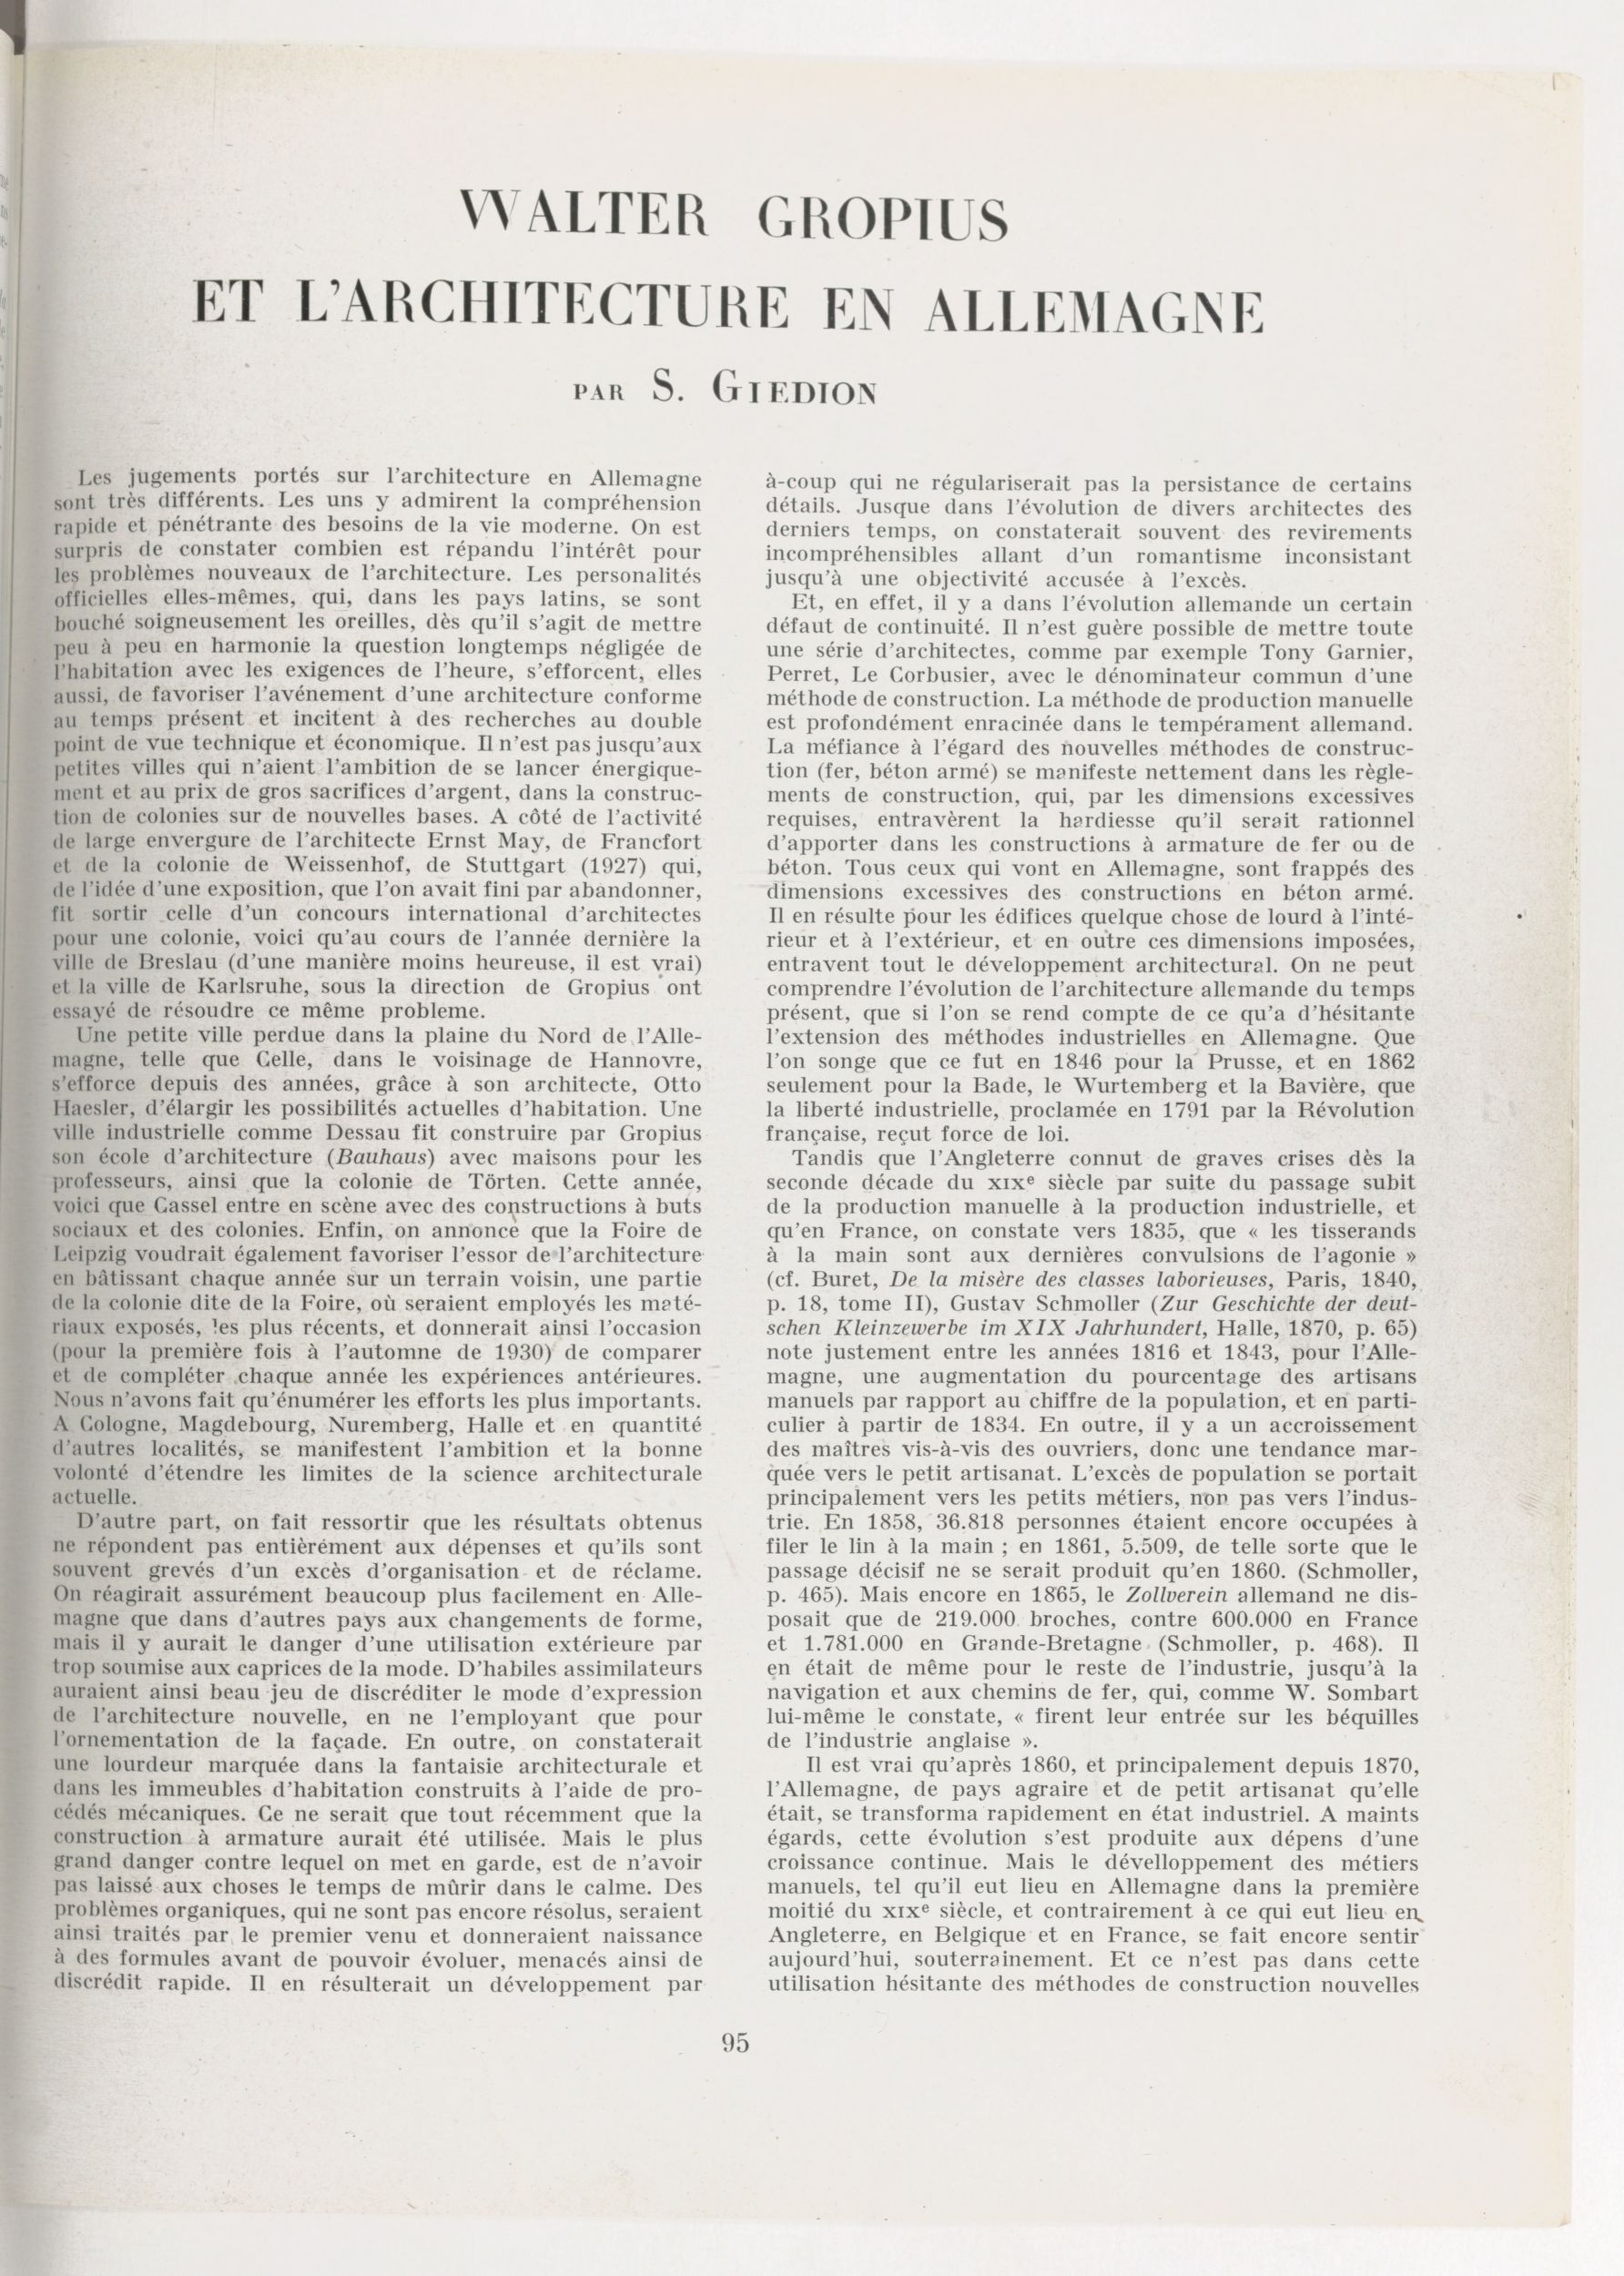 WALTER GROPIUS
ET L'ARCHITECTURE EN ALLEMAGNE
PAR S. GIEDION
Les jugements portés sur l'architecture en Allemagne
sont très différents. Les uns y admirent la compréhension
rapide et pénétrante des besoins de la vie moderne. On est
surpris de constater combien est répandu l'intérêt pour
les problèmes nouveaux de l'architecture. Les personalités
officielles elles-mêmes, qui, dans les pays latins, se sont
bouché soigneusement les oreilles, dès qu'il s'agit de mettre
peu à peu en harmonie la question longtemps négligée de
l'habitation avec les exigences de l'heure, s'efforcent, elles
aussi, de favoriser l'avénement d'une architecture conforme
au temps présent et incitent à des recherches au double
point de vue technique et économique. Il n'est pas jusqu'aux
petites villes qui n'aient l'ambition de se lancer énergique-
ment et au prix de gros sacrifices d'argent, dans la construc-
tion de colonies sur de nouvelles bases. A côté de l'activité
de large envergure de l'architecte Ernst May, de Francfort
et de la colonie de Weissenhof, de Stuttgart (1927) qui,
de l'idée d'une exposition, que l'on avait fini par abandonner,
fit sortir celle d'un concours international d'architectes
pour une colonie, voici qu'au cours de l'année dernière la
ville de Breslau (d'une manière moins heureuse, il est vrai)
et la ville de Karlsruhe, sous la direction de Gropius ont
essayé de résoudre ce même probleme.
Une petite ville perdue dans la plaine du Nord de l'Alle-
magne, telle que Celle, dans le voisinage de Hannovre,
s'efforce depuis des années, grâce à son architecte, Otto
Haesler, d'élargir les possibilités actuelles d'habitation. Une
ville industrielle comme Dessau fit construire par Gropius
son école d'architecture (Bauhaus) avec maisons pour les
professeurs, ainsi que la colonie de Törten. Cette année,
voici que Cassel entre en scène avec des constructions à buts
sociaux et des colonies. Enfin, on annonce que la Foire de
Leipzig voudrait également favoriser l'essor de l'architecture
en bâtissant chaque année sur un terrain voisin, une partie
de la colonie dite de la Foire, où seraient employés les maté-
riaux exposés, les plus récents, et donnerait ainsi l'occasion
(pour la première fois à l'automne de 1930) de comparer
et de compléter chaque année les expériences antérieures.
Nous n'avons fait qu'énumérer les efforts les plus importants.
A Cologne, Magdebourg, Nuremberg, Halle et en quantité
d'autres localités, se manifestent l'ambition et la bonne
volonté d'étendre les limites de la science architecturale
actuelle.
D'autre part, on fait ressortir que les résultats obtenus
ne répondent pas entièrement aux dépenses et qu'ils sont
souvent grevés d'un excès d'organisation et de réclame.
On réagirait assurément beaucoup plus facilement en Alle-
magne que dans d'autres pays aux changements de forme,
mais il y aurait le danger d'une utilisation extérieure par
trop soumise aux caprices de la mode. D'habiles assimilateurs
auraient ainsi beau jeu de discréditer le mode d'expression
de l'architecture nouvelle, en ne l'employant que pour
l'ornementation de la façade. En outre, on constaterait
une lourdeur marquée dans la fantaisie architecturale et
dans les immeubles d'habitation construits à l'aide de pro-
cédés mécaniques. Ce ne serait que tout récemment que la
construction à armature aurait été utilisée. Mais le plus
grand danger contre lequel on met en garde, est de n'avoir
pas laissé aux choses le temps de mûrir dans le calme. Des
problèmes organiques, qui ne sont pas encore résolus, seraient
ainsi traités par le premier venu et donneraient naissance
à des formules avant de pouvoir évoluer, menacés ainsi de
discrédit rapide. Il en résulterait un développement par
à-coup qui ne régulariserait pas la persistance de certains
détails. Jusque dans l'évolution de divers architectes des
derniers temps, on constaterait souvent des revirements
incompréhensibles allant d'un romantisme inconsistant
jusqu'à une objectivité accusée à l'excès.
Et, en effet, il y a dans l'évolution allemande un certain
défaut de continuité. Il n'est guère possible de mettre toute
une série d'architectes, comme par exemple Tony Garnier,
Perret, Le Corbusier, avec le dénominateur commun d'une
méthode de construction. La méthode de production manuelle
est profondément enracinée dans le tempérament allemand.
La méfiance à l'égard des nouvelles méthodes de construc-
tion (fer, béton armé) se manifeste nettement dans les règle-
ments de construction, qui, par les dimensions excessives
requises, entravèrent la hardiesse qu'il serait rationnel
d'apporter dans les constructions à armature de fer ou de
béton. Tous ceux qui vont en Allemagne, sont frappés des
dimensions excessives des constructions en béton armé.
Il en résulte pour les édifices quelque chose de lourd à l'inté-
rieur et à l'extérieur, et en outre ces dimensions imposées,
entravent tout le développement architectural. On ne peut
comprendre l'évolution de l'architecture allemande du temps
présent, que si l'on se rend compte de ce qu'a d'hésitante
l'extension des méthodes industrielles en Allemagne. Que
l'on songe que ce fut en 1846 pour la Prusse, et en 1862
seulement pour la Bade, le Wurtemberg et la Bavière, que
la liberté industrielle, proclamée en 1791 par la Révolution
française, reçut force de loi.
Tandis que l'Angleterre connut de graves crises dès la
seconde décade du XIXe siècle par suite du passage subit
de la production manuelle à la production industrielle, et
qu'en France, on constate vers 1835, que « les tisserands
à la main sont aux dernières convulsions de l'agonie »
(cf. Buret, De la misère des classes laborieuses, Paris, 1840,
p. 18, tome II), Gustav Schmoller (Zur Geschichte der deut-
schen Kleinzewerbe im XIX Jahrhundert, Halle, 1870, p. 65)
note justement entre les années 1816 et 1843, pour l'Alle-
magne, une augmentation du pourcentage des artisans
manuels par rapport au chiffre de la population, et en parti-
culier à partir de 1834. En outre, il y a un accroissement
des maîtres vis-à-vis des ouvriers, donc une tendance mar-
quée vers le petit artisanat. L'excès de population se portait
principalement vers les petits métiers, non pas vers l'indus-
trie. En 1858, 36.818 personnes étaient encore occupées à
filer le lin à la main ; en 1861, 5.509, de telle sorte que le
passage décisif ne se serait produit qu'en 1860. (Schmoller,
p. 465). Mais encore en 1865, le Zollverein allemand ne dis-
posait que de 219.000 broches, contre 600.000 en France
et 1.781.000 en Grande-Bretagne (Schmoller, p. 468). Il
en était de même pour le reste de l'industrie, jusqu'à la
navigation et aux chemins de fer, qui, comme W. Sombart
lui-même le constate, « firent leur entrée sur les béquilles
de l'industrie anglaise ».
Il est vrai qu'après 1860, et principalement depuis 1870,
l'Allemagne, de pays agraire et de petit artisanat qu'elle
était, se transforma rapidement en état industriel. A maints
égards, cette évolution s'est produite aux dépens d'une
croissance continue. Mais le dévelloppement des métiers
manuels, tel qu'il eut lieu en Allemagne dans la première
moitié du XIXe siècle, et contrairement à ce qui eut lieu en
Angleterre, en Belgique et en France, se fait encore sentir
aujourd'hui, souterrainement. Et ce n'est pas dans cette
utilisation hésitante des méthodes de construction nouvelles
95